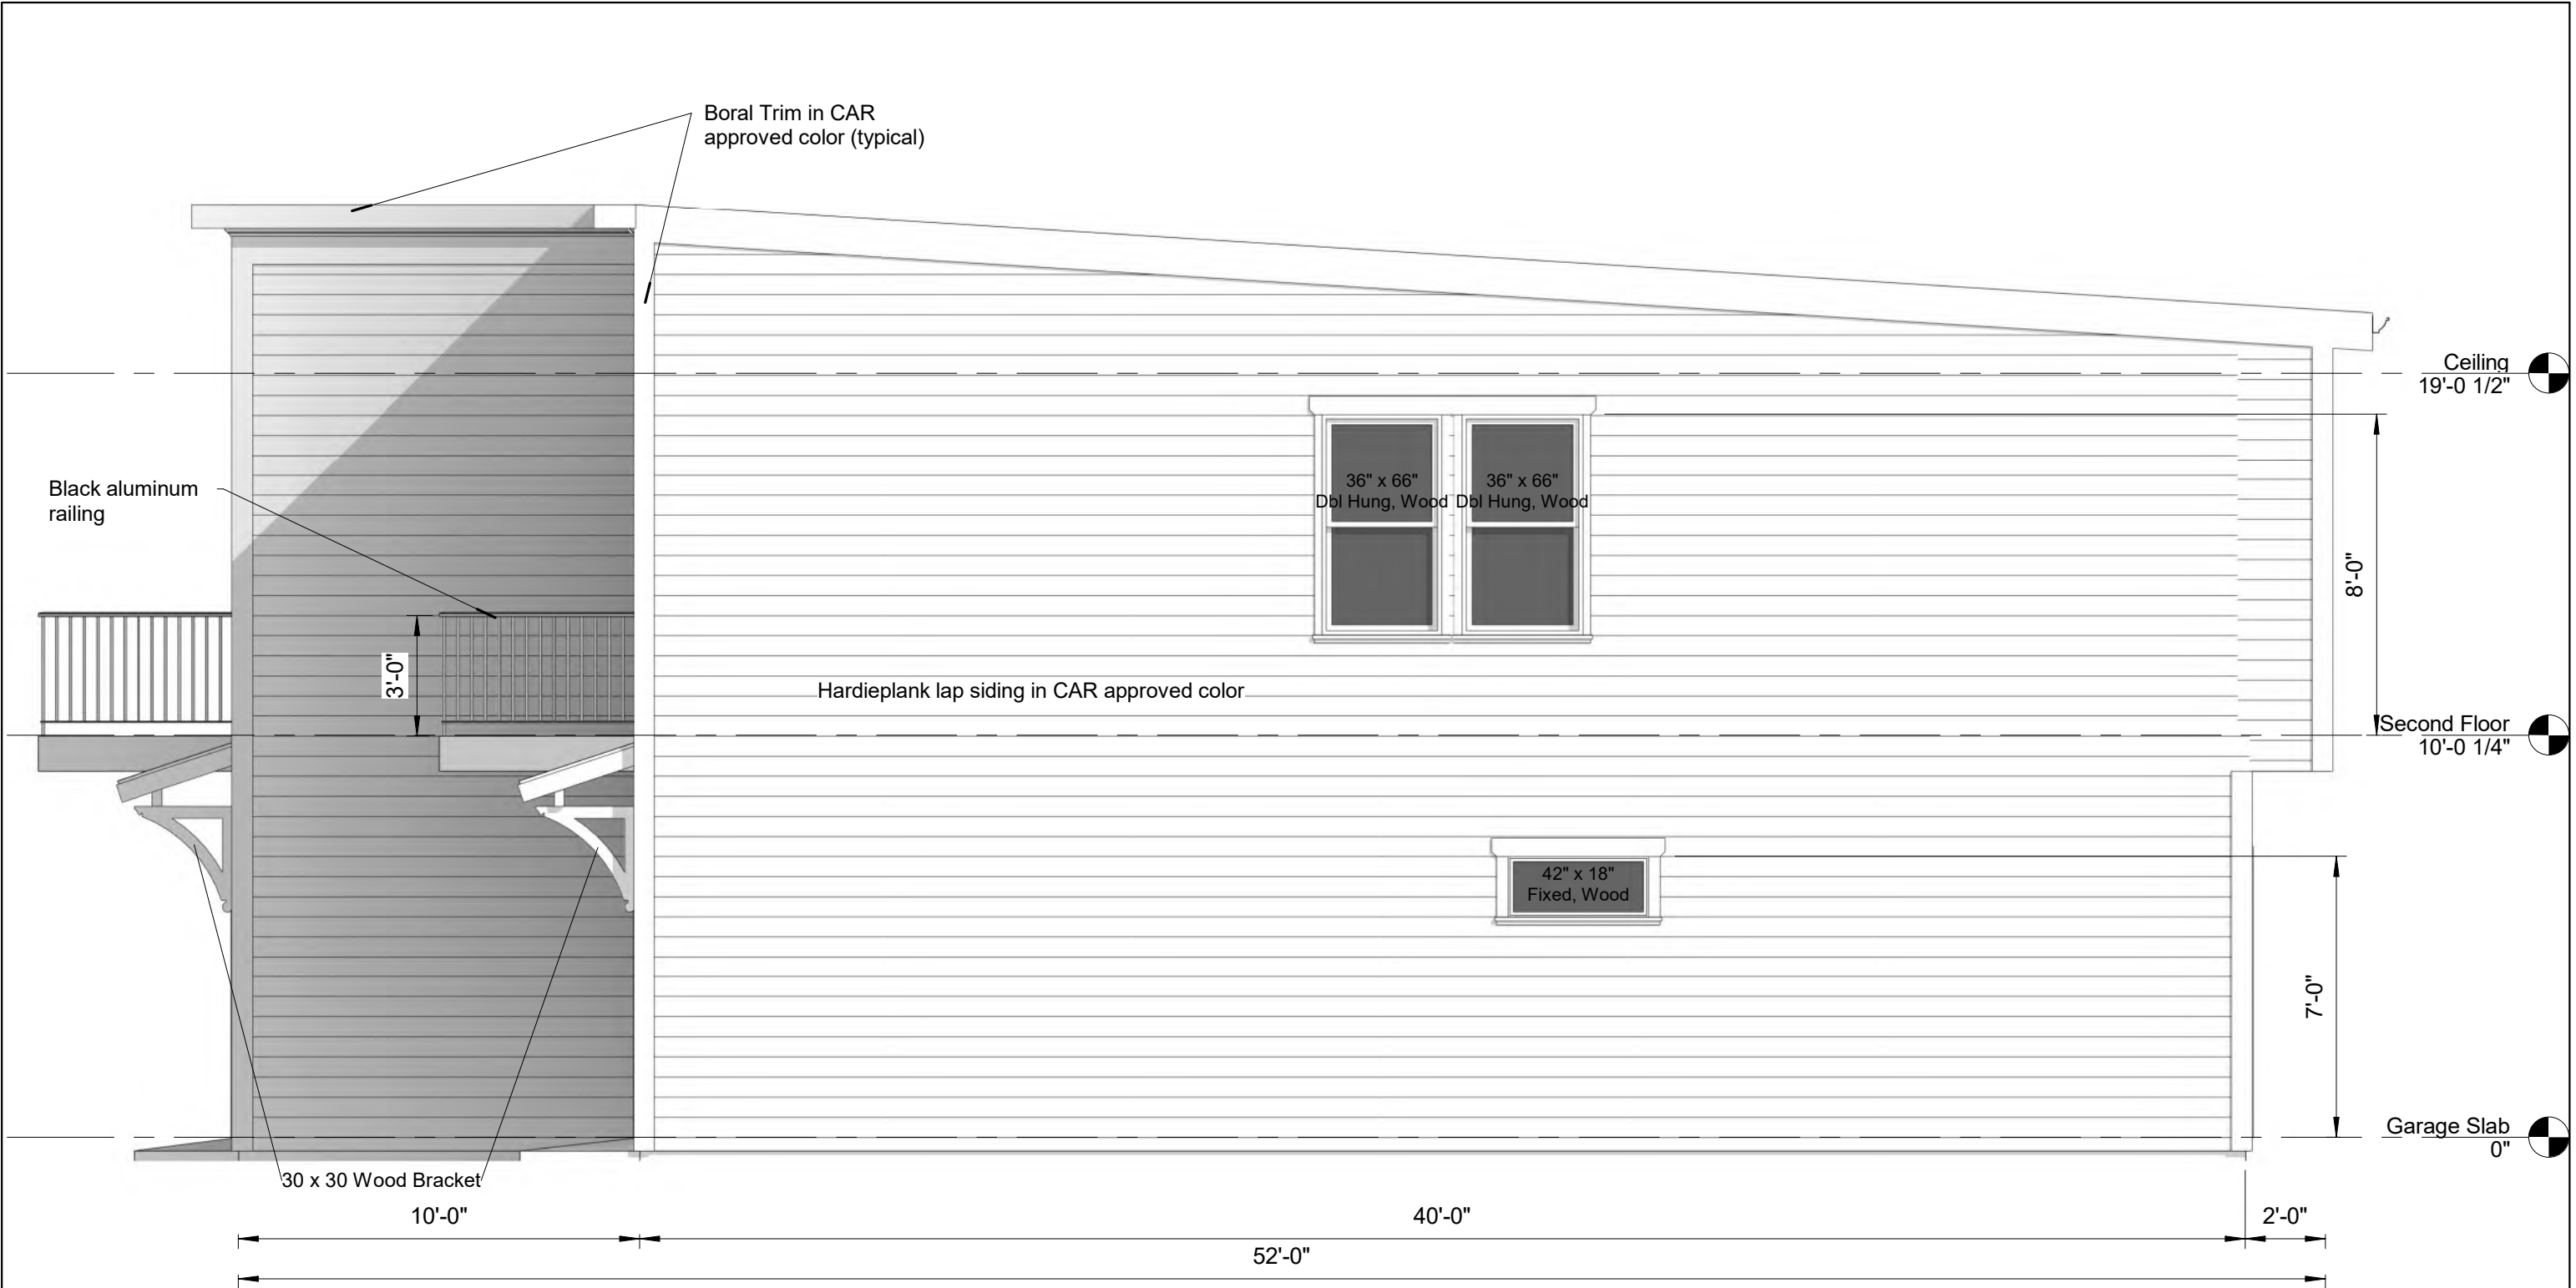 Boral Trim in CAR
approved color (typical)
Ceiling
19'-0 1/2"
Black aluminum
railing
36" x 66"
Dbl Hung, Wood
36" x 66"
Dbl Hung, Wood
8'-0"
3'-0"
Hardieplank lap siding in CAR approved color
Second Floor
10'-0 1/4"
42" x 18"
Fixed, Wood
7'-0"
Garage Slab
0"
30 x 30 Wood Bracket
10'-0"
40'-0"
2'-0"
52'-0"